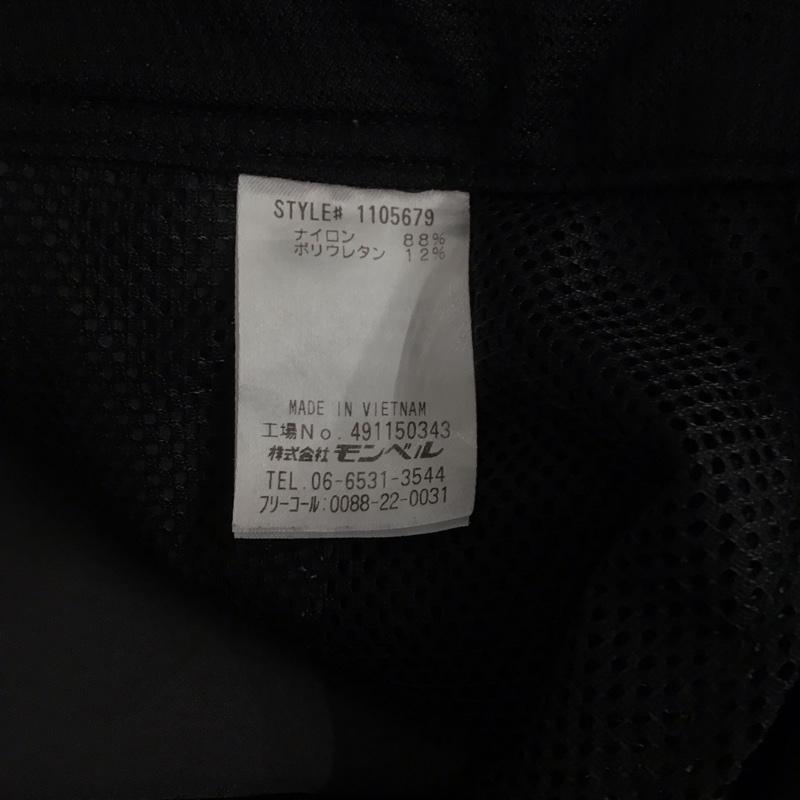 STYLE# 1105679
ナイロン 88%
ポリウレタン 12%
MADE IN VIETNAM
工場No. 491150343
株式会社 モンベル
TEL.06-6531-3544
フリーコール:0088-22-0031